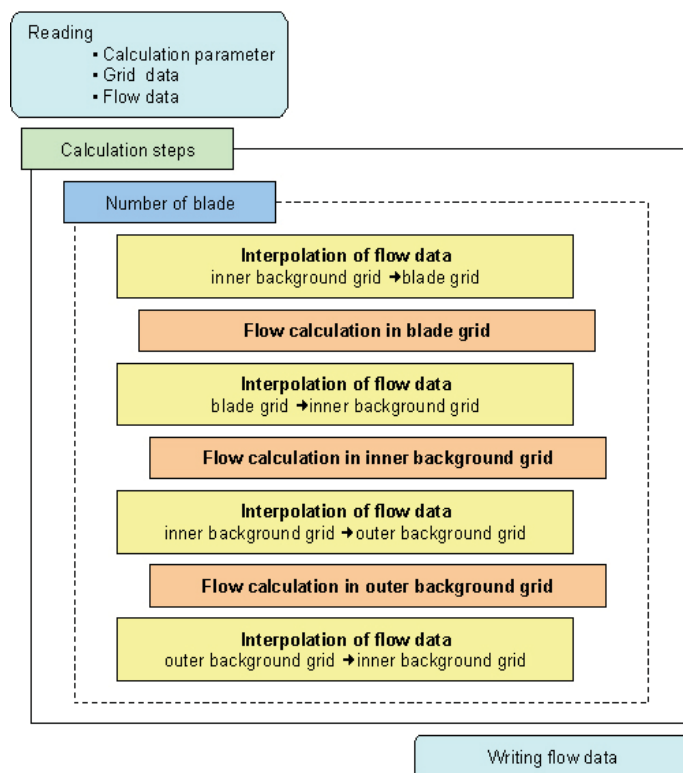 Reading
▪ Calculation parameter
▪ Grid data
▪ Flow data
Calculation steps
Number of blade
Interpolation of flow data
inner background grid ➔blade grid
Flow calculation in blade grid
Interpolation of flow data
blade grid ➔inner background grid
Flow calculation in inner background grid
Interpolation of flow data
inner background grid ➔outer background grid
Flow calculation in outer background grid
Interpolation of flow data
outer background grid ➔inner background grid
Writing flow data